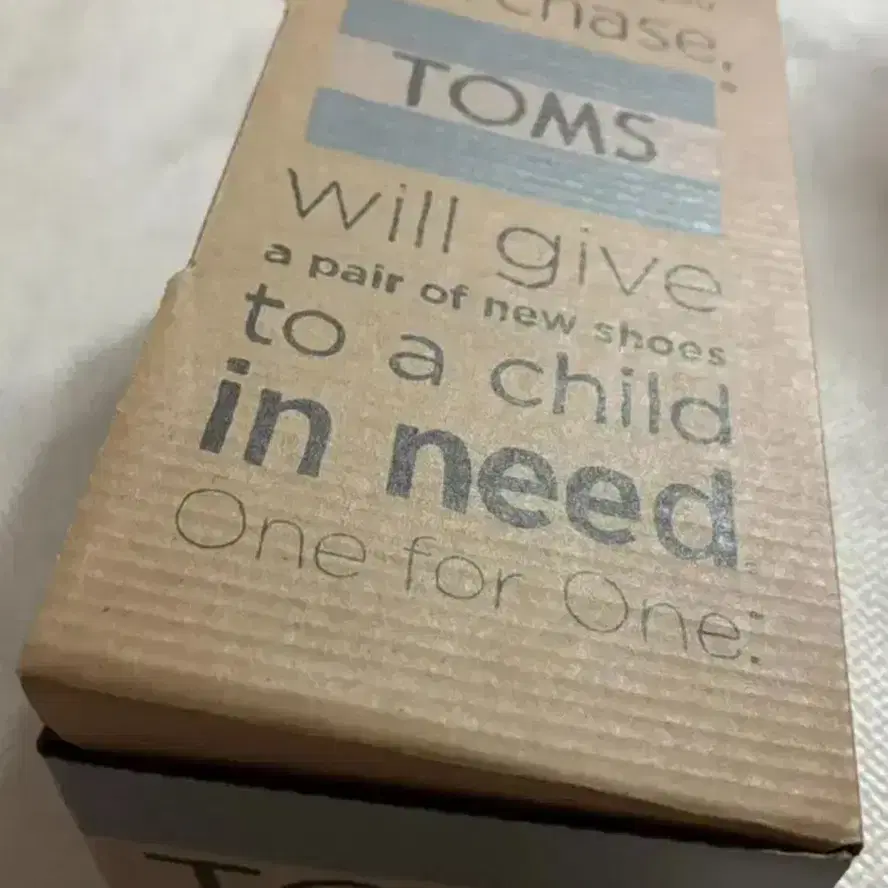 TOMS
will give
a pair of new shoes
to a child
in need.
One for One.